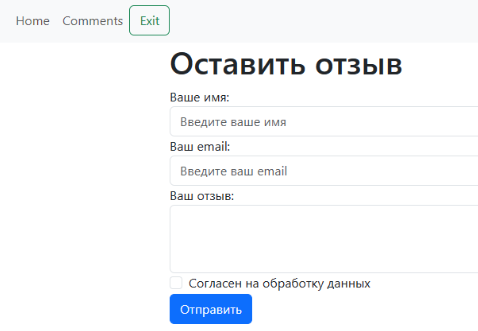 Home Comments Exit
Оставить отзыв
Ваше имя:
Введите ваше имя
Ваш email:
Введите ваш email
Ваш отзыв:
Согласен на обработку данных
Отправить